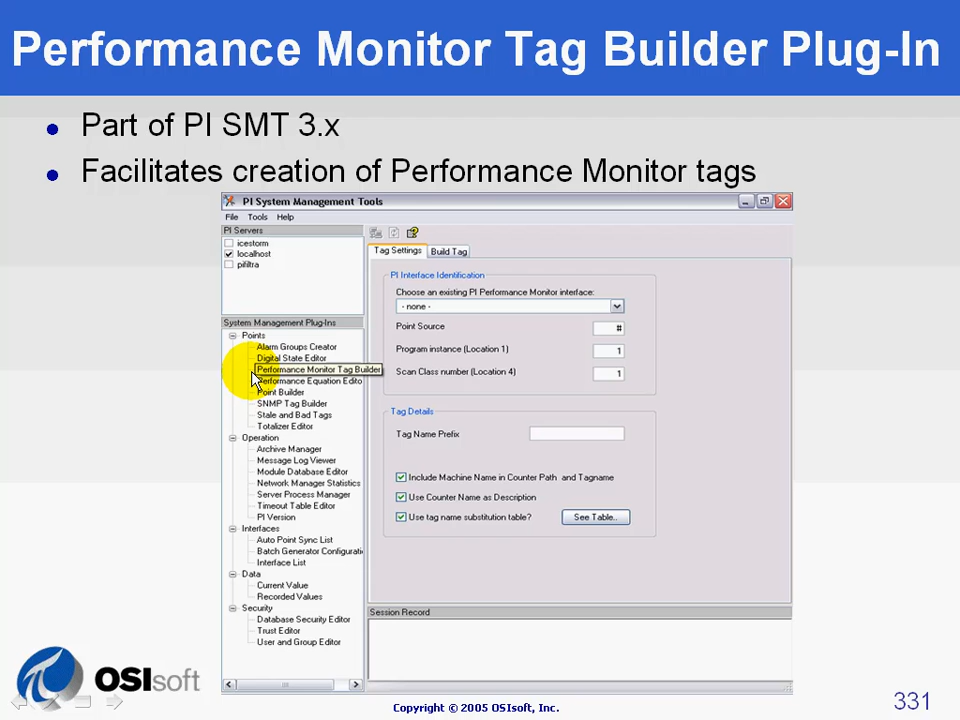 Performance Monitor Tag Builder Plug-In
Part of PI SMT 3.x
Facilitates creation of Performance Monitor tags
PI System Management Tools
File Tools Help
PI Servers
icestorm
localhost
pifiltra
System Management Plug-Ins
Points
Alarm Groups Creator
Digital State Editor
Performance Monitor Tag Builder
Performance Equation Edito
Point Builder
SNMP Tag Builder
Stale and Bad Tags
Totalizer Editor
Operation
Archive Manager
Message Log Viewer
Module Database Editor
Network Manager Statistics
Server Process Manager
Timeout Table Editor
PI Version
Interfaces
Auto Point Sync List
Batch Generator Configurati
Interface List
Data
Current Value
Recorded Values
Security
Database Security Editor
Trust Editor
User and Group Editor
Tag Settings Build Tag
PI Interface Identification
Choose an existing PI Performance Monitor interface:
- none -
Point Source #
Program instance (Location 1) 1
Scan Class number (Location 4) 1
Tag Details
Tag Name Prefix
Include Machine Name in Counter Path and Tagname
Use Counter Name as Description
Use tag name substitution table? See Table..
Session Record
OSIsoft
Copyright © 2005 OSIsoft, Inc.
331